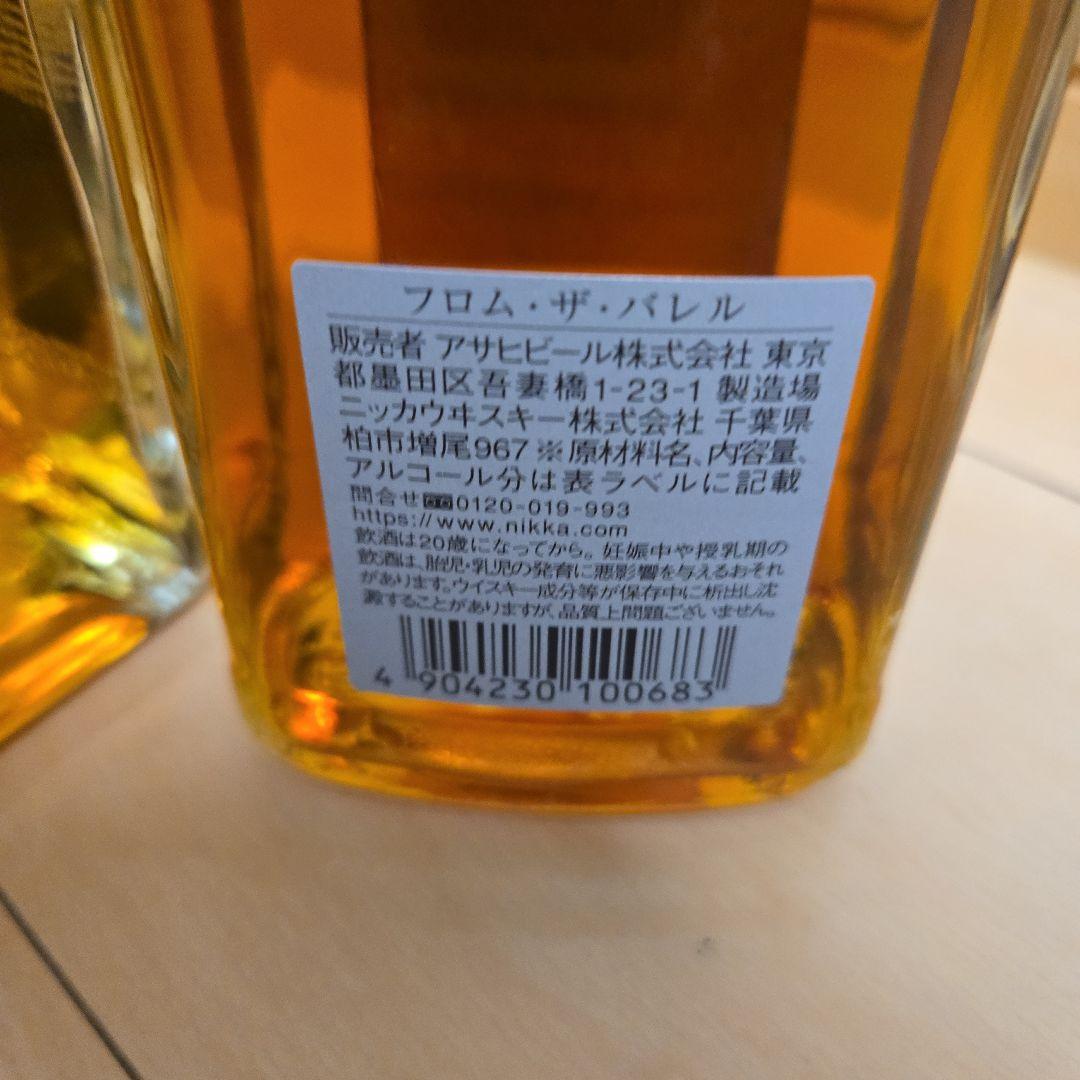 フロム・ザ・バレル
販売者 アサヒビール株式会社 東京
都墨田区吾妻橋1-23-1 製造場
ニッカウヰスキー株式会社 千葉県
柏市増尾967 ※原材料名、内容量、
アルコール分は表ラベルに記載
問合せ 0120-019-993
https://www.nikka.com
飲酒は20歳になってから。妊娠中や授乳期の
飲酒は、胎児・乳児の発育に悪影響を与えるおそれ
があります。ウイスキー成分等が保存中に析出し沈
澱することがありますが、品質上問題ございません。
4 904230 100683